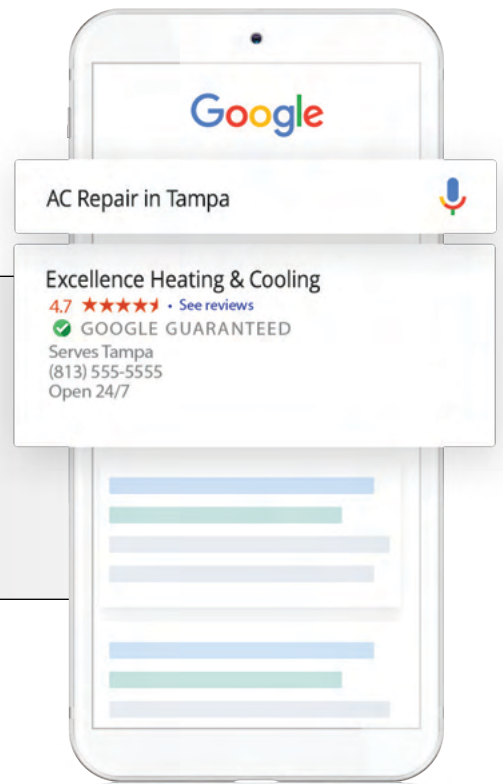 Google
AC Repair in Tampa
Excellence Heating & Cooling
4.7 ★★★★★ • See reviews
GOOGLE GUARANTEED
Serves Tampa
(813) 555-5555
Open 24/7